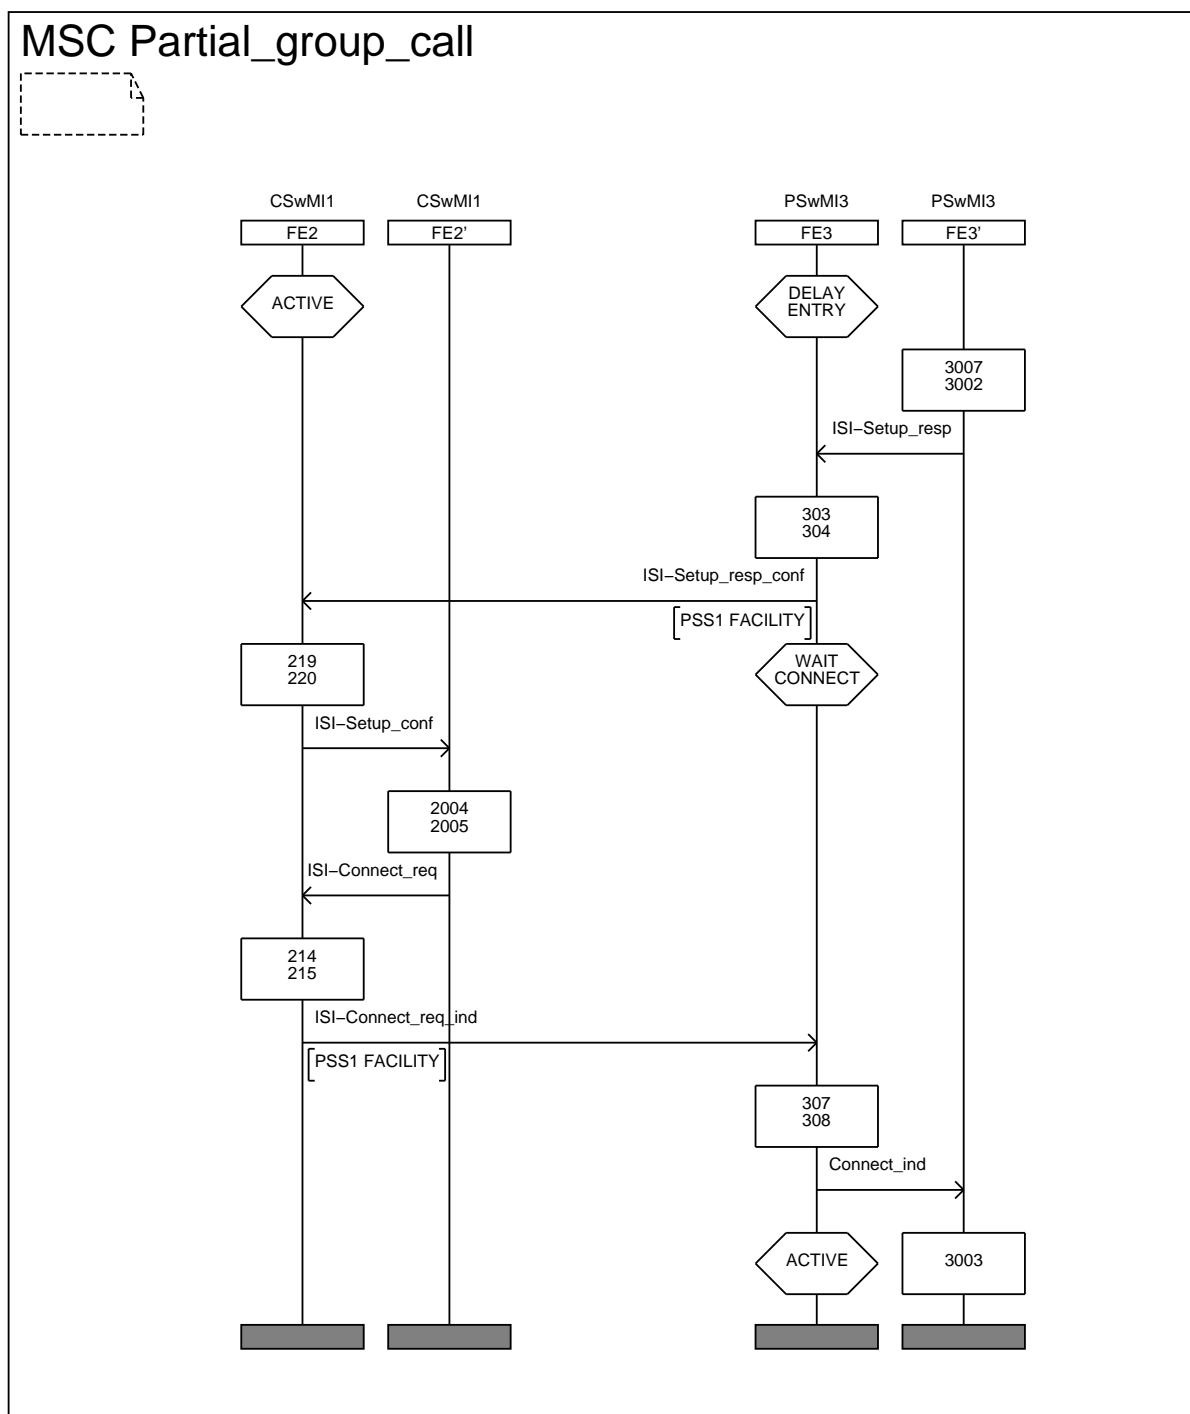 MSC Partial_group_call
CSwMI1 CSwMI1 PSwMI3 PSwMI3
FE2 FE2' FE3 FE3'
ACTIVE
DELAY
ENTRY
3007
3002
ISI–Setup_resp
303
304
ISI–Setup_resp_conf
PSS1 FACILITY
219
220
WAIT
CONNECT
ISI–Setup_conf
2004
2005
ISI–Connect_req
214
215
ISI–Connect_req_ind
PSS1 FACILITY
307
308
Connect_ind
ACTIVE
3003